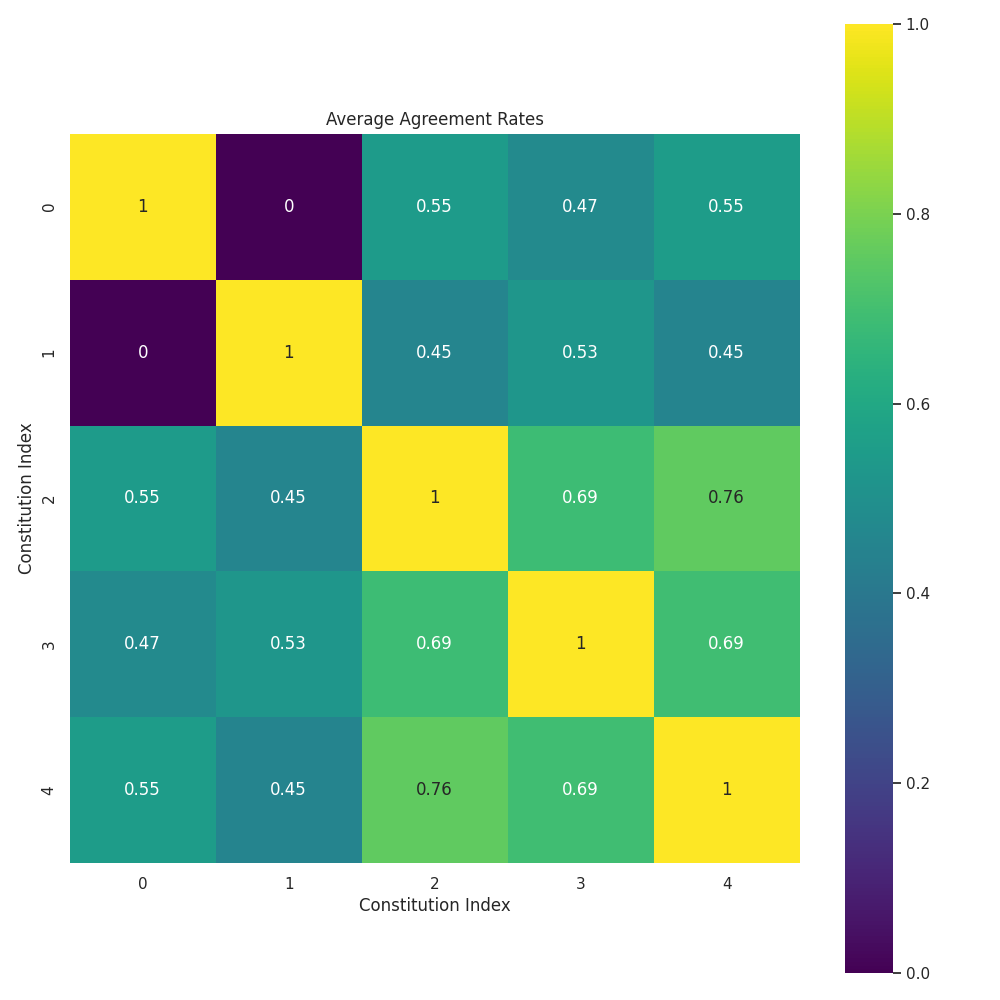 Average Agreement Rates
1.0
0 1 0 0.55 0.47 0.55
0.8
1 0 1 0.45 0.53 0.45
0.6
2 0.55 0.45 1 0.69 0.76
Constitution Index
0.4
3 0.47 0.53 0.69 1 0.69
0.2
4 0.55 0.45 0.76 0.69 1
0 1 2 3 4
Constitution Index
0.0